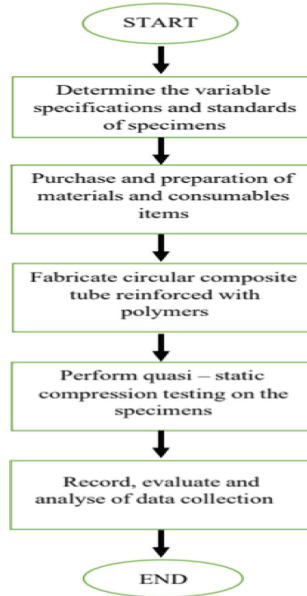 START
Determine the variable
specifications and standards
of specimens
Purchase and preparation of
materials and consumables
items
Fabricate circular composite
tube reinforced with
polymers
Perform quasi – static
compression testing on the
specimens
Record, evaluate and
analyse of data collection
END